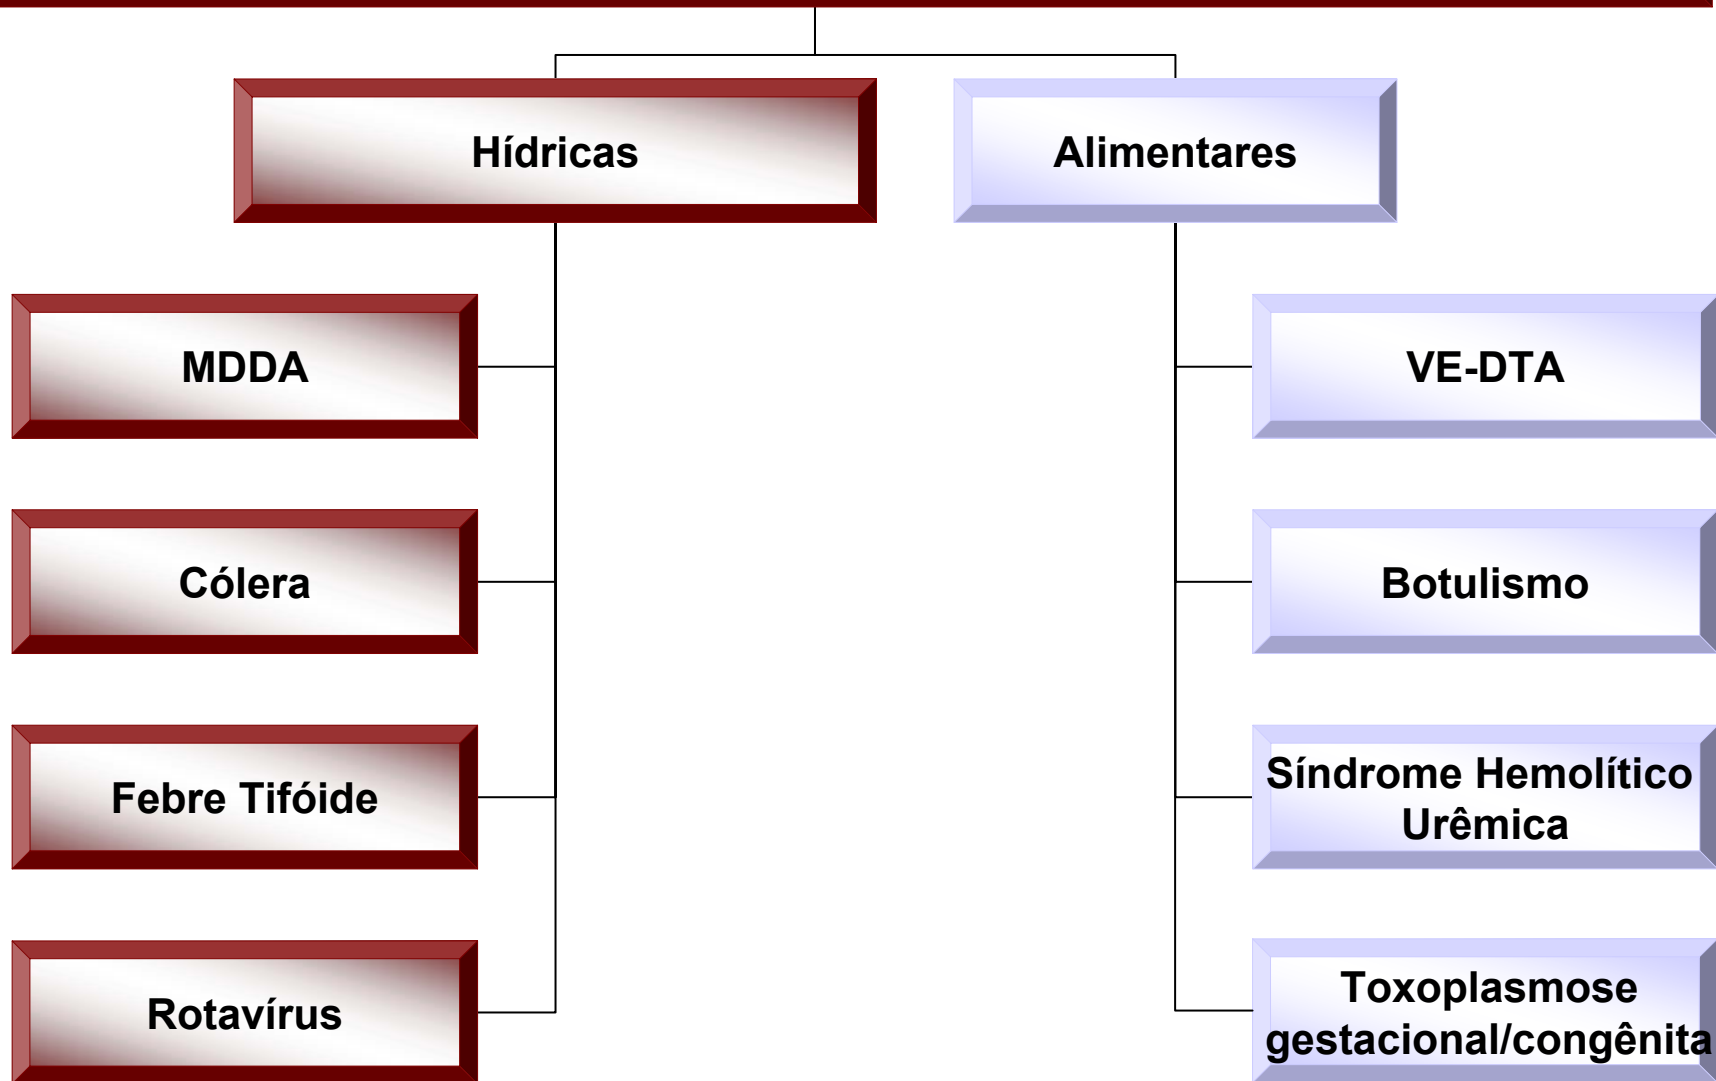 Hídricas
Alimentares
MDDA
VE-DTA
Cólera
Botulismo
Febre Tifóide
Síndrome Hemolítico
Urêmica
Rotavírus
Toxoplasmose
gestacional/congênita